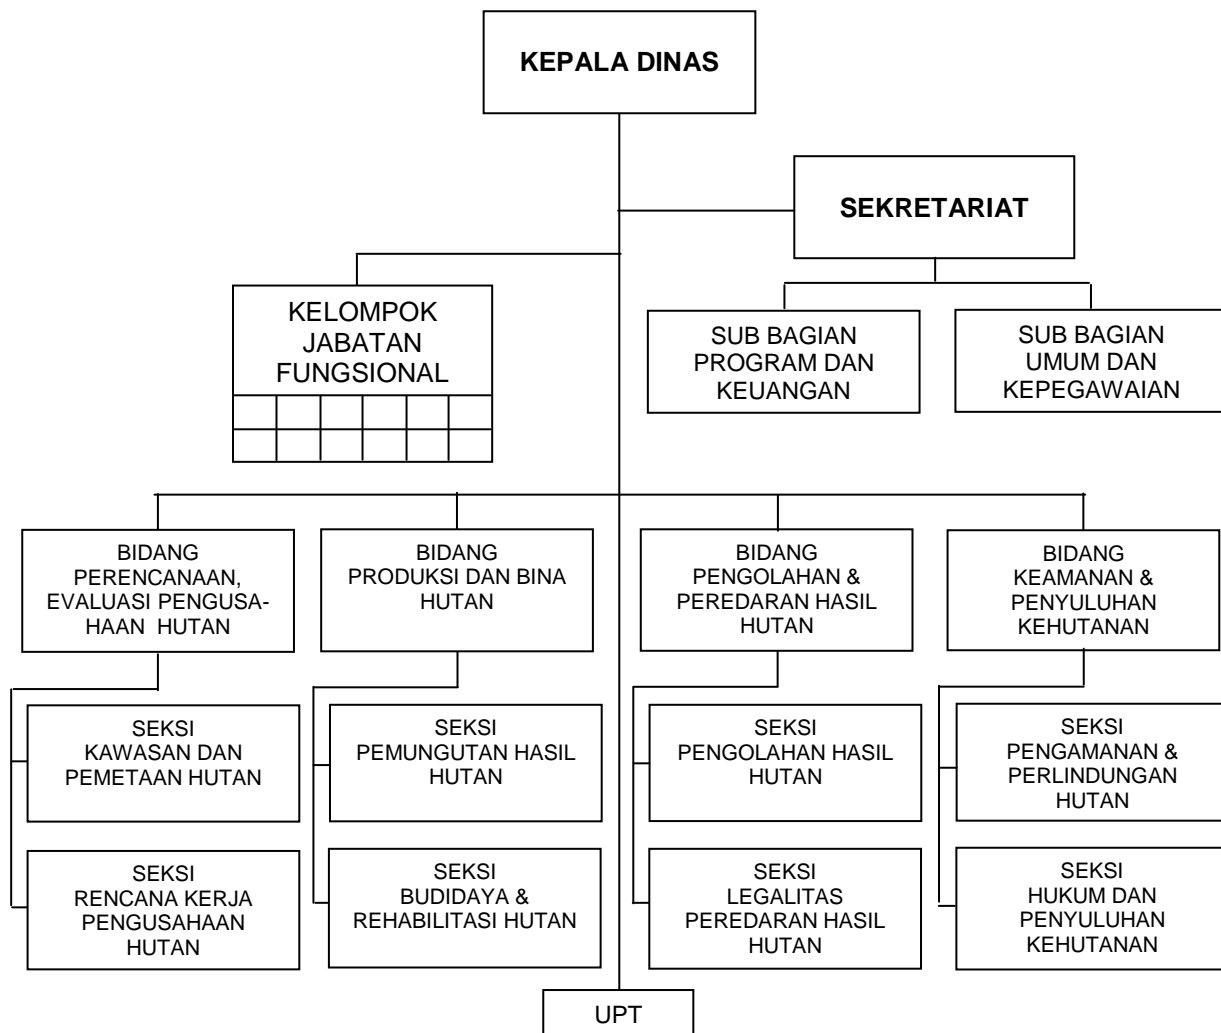 KEPALA DINAS
SEKRETARIAT
KELOMPOK
JABATAN
FUNGSIONAL
SUB BAGIAN
PROGRAM DAN
KEUANGAN
SUB BAGIAN
UMUM DAN
KEPEGAWAIAN
BIDANG
PERENCANAAN,
EVALUASI PENGUSA-
HAAN HUTAN
BIDANG
PRODUKSI DAN BINA
HUTAN
BIDANG
PENGOLAHAN &
PEREDARAN HASIL
HUTAN
BIDANG
KEAMANAN &
PENYULUHAN
KEHUTANAN
SEKSI
KAWASAN DAN
PEMETAAN HUTAN
SEKSI
PEMUNGUTAN HASIL
HUTAN
SEKSI
PENGOLAHAN HASIL
HUTAN
SEKSI
PENGAMANAN &
PERLINDUNGAN
HUTAN
SEKSI
RENCANA KERJA
PENGUSAHAAN
HUTAN
SEKSI
BUDIDAYA &
REHABILITASI HUTAN
SEKSI
LEGALITAS
PEREDARAN HASIL
HUTAN
SEKSI
HUKUM DAN
PENYULUHAN
KEHUTANAN
UPT